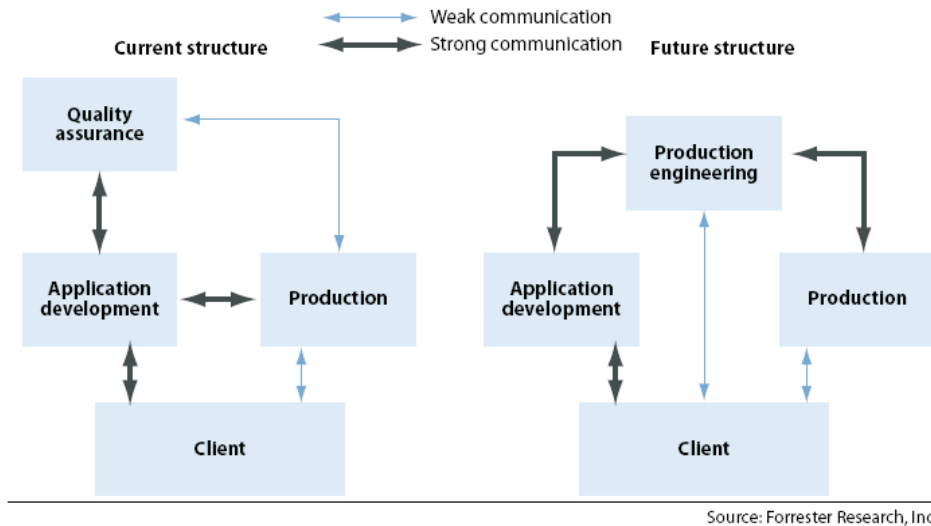 Weak communication
Current structure
Strong communication
Future structure
Quality
assurance
Application
development
Production
Client
Production
engineering
Application
development
Production
Client
Source: Forrester Research, Inc